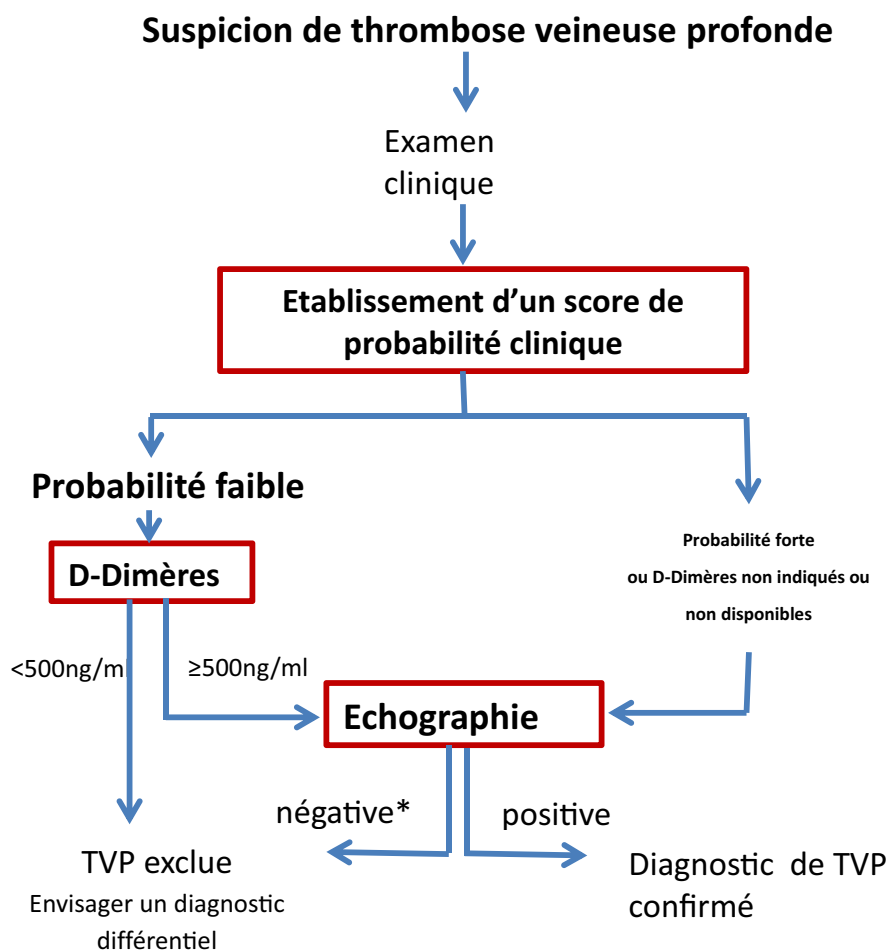 Suspicion de thrombose veineuse profonde
Examen
clinique
Etablissement d’un score de
probabilité clinique
Probabilité faible
D-Dimères
Probabilité forte
ou D-Dimères non indiqués ou
non disponibles
<500ng/ml
≥500ng/ml
Echographie
négative*
positive
TVP exclue
Envisager un diagnostic
différentiel
Diagnostic de TVP
confirmé